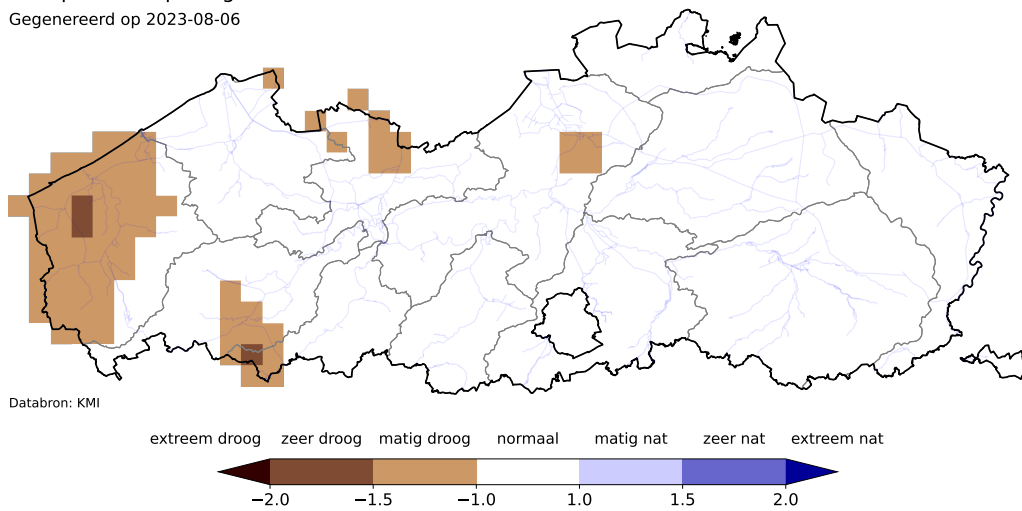 Gegenereerd op 2023-08-06
Databron: KMI
extreem droog zeer droog matig droog normaal matig nat zeer nat extreem nat
−2.0 −1.5 −1.0 1.0 1.5 2.0